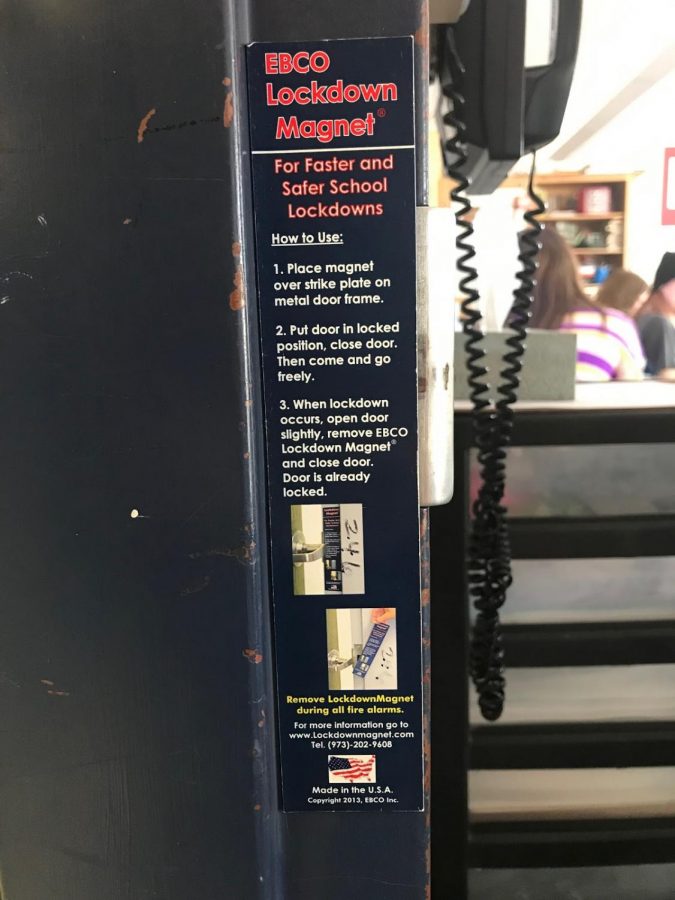 EBCO
Lockdown
Magnet®
For Faster and
Safer School
Lockdowns
How to Use:
1. Place magnet
over strike plate on
metal door frame.
2. Put door in locked
position, close door.
Then come and go
freely.
3. When lockdown
occurs, open door
slightly, remove EBCO
Lockdown Magnet®
and close door.
Door is already
locked.
Remove LockdownMagnet
during all fire alarms.
For more information go to
www.Lockdownmagnet.com
Tel. (973)-202-9608
Made in the U.S.A.
Copyright 2013, EBCO Inc.